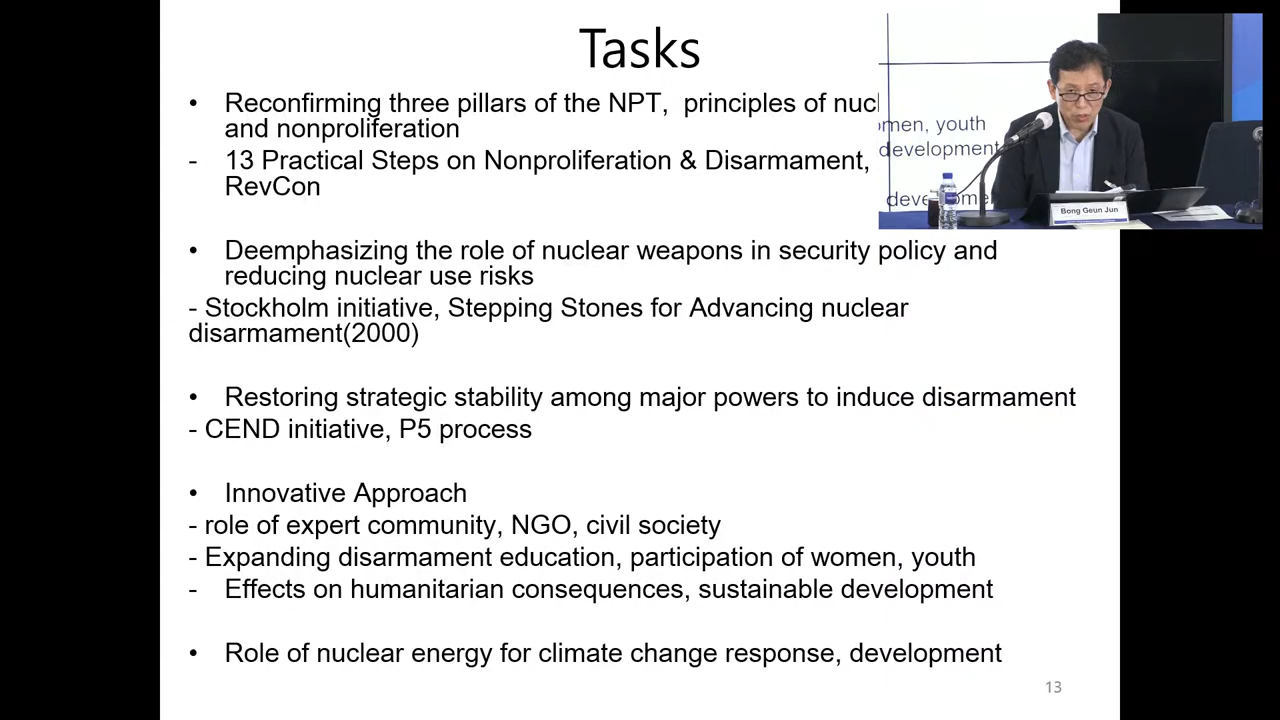 Tasks
• Reconfirming three pillars of the NPT, principles of nucl
and nonproliferation
- 13 Practical Steps on Nonproliferation & Disarmament,
RevCon
• Deemphasizing the role of nuclear weapons in security policy and
reducing nuclear use risks
- Stockholm initiative, Stepping Stones for Advancing nuclear
disarmament(2000)
• Restoring strategic stability among major powers to induce disarmament
- CEND initiative, P5 process
• Innovative Approach
- role of expert community, NGO, civil society
- Expanding disarmament education, participation of women, youth
- Effects on humanitarian consequences, sustainable development
• Role of nuclear energy for climate change response, development
13
omen, youth
development
developme
Bong Geun Jun